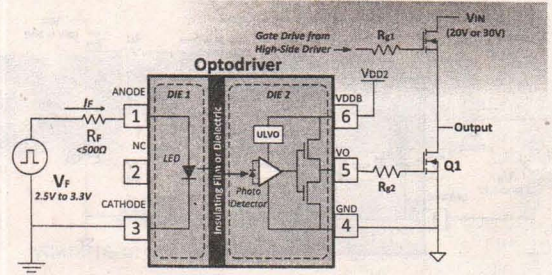 Gate Drive from
High-Side Driver
Rg1
VIN
(20V or 30V)
Optodriver
VDD2
ANODE
DIE 1
DIE 2
VDDB
IF
1
6
RF
<500Ω
NC
2
LED
Insulating Film or Dielectric
ULVO
Output
VO
5
Q1
Rg2
VF
2.5V to 3.3V
Photo
Detector
CATHODE
3
GND
4